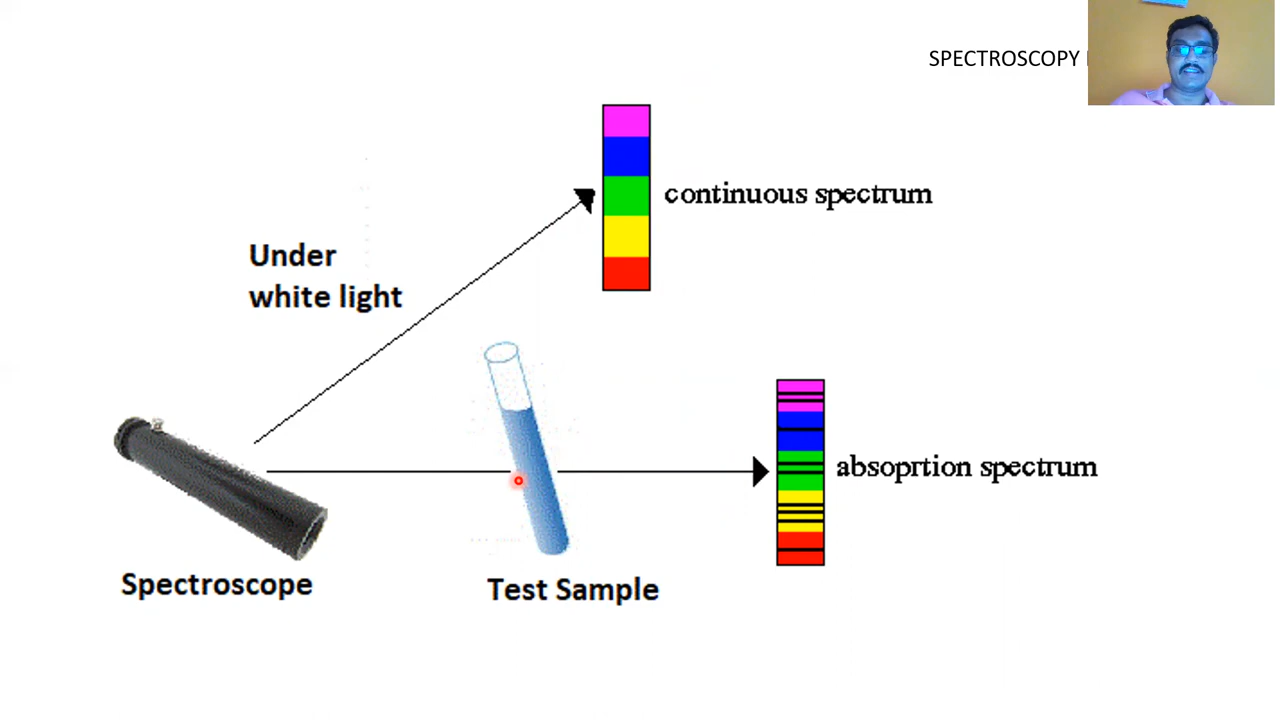 SPECTROSCOPY
continuous spectrum
Under
white light
absoprtion spectrum
Spectroscope
Test Sample